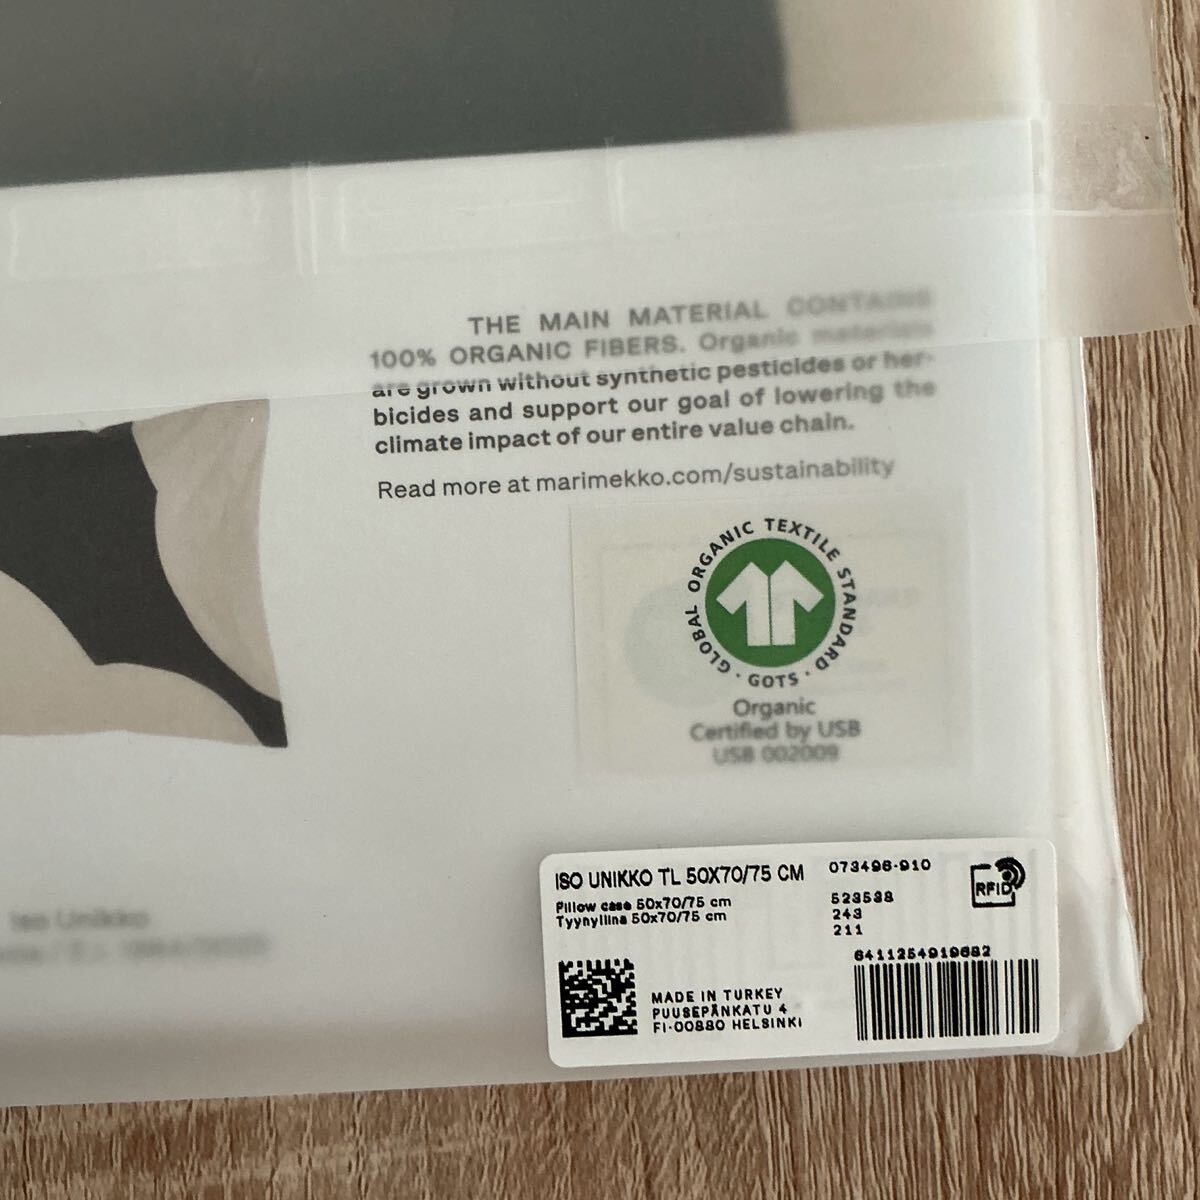 THE MAIN MATERIAL CONTAINS
100% ORGANIC FIBERS. Organic materials
are grown without synthetic pesticides or her-
bicides and support our goal of lowering the
climate impact of our entire value chain.
Read more at marimekko.com/sustainability
GLOBAL ORGANIC TEXTILE STANDARD
· GOTS ·
Organic
Certified by USB
USB 002009
Iso Unikko
ISO UNIKKO TL 50X70/75 CM
073496-910
Pillow case 50x70/75 cm
Tyynyliina 50x70/75 cm
523538
243
211
RFID
6411254919682
MADE IN TURKEY
PUUSEPÄNKATU 4
FI-00880 HELSINKI